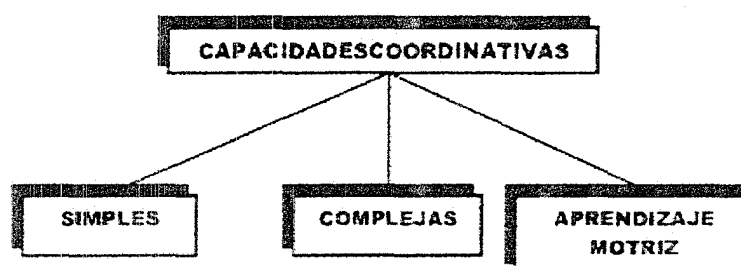 CAPACIDADESCOORDINATIVAS
SIMPLES
COMPLEJAS
APRENDIZAJE
MOTRIZ